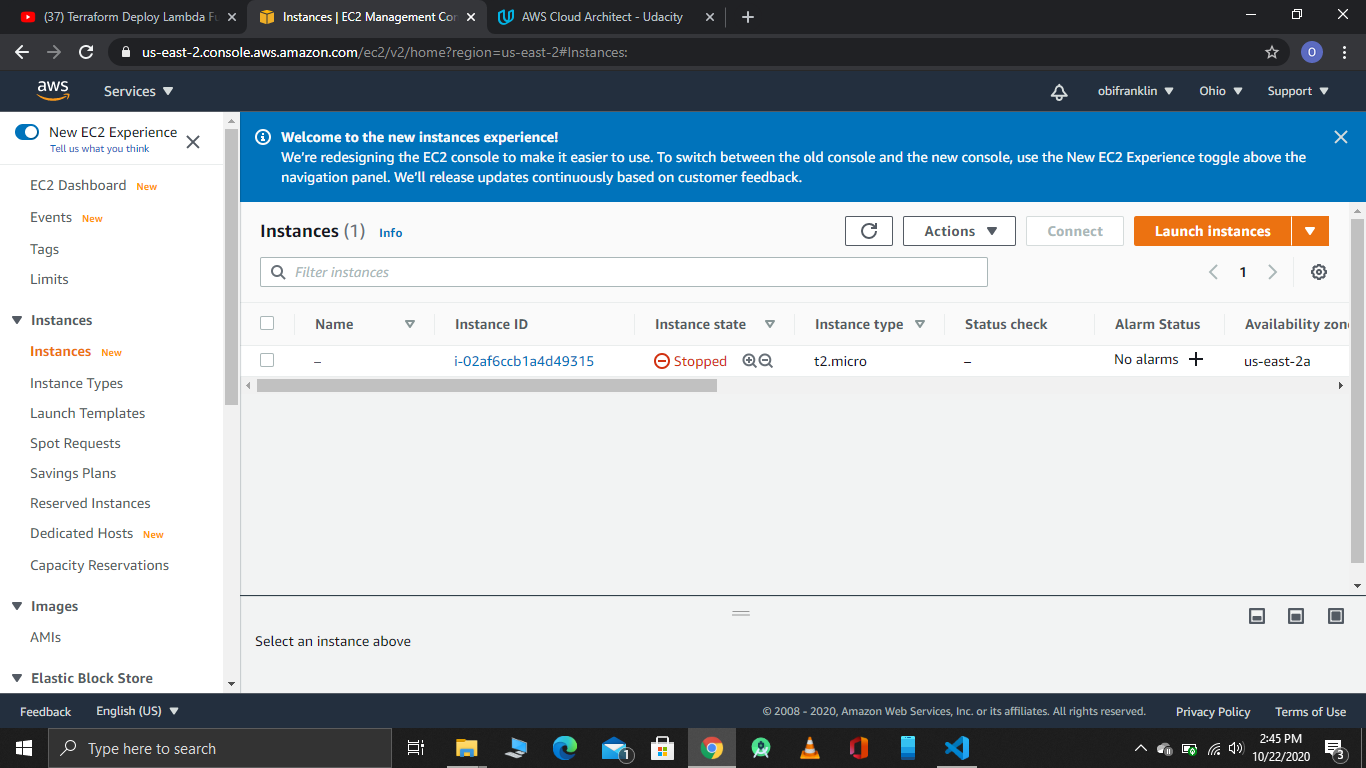 (37) Terraform Deploy Lambda Fu
Instances | EC2 Management Con
AWS Cloud Architect - Udacity
us-east-2.console.aws.amazon.com/ec2/v2/home?region=us-east-2#Instances:
O
aws
Services
obifranklin
Ohio
Support
New EC2 Experience
Tell us what you think
EC2 Dashboard New
Events New
Tags
Limits
Instances
Instances New
Instance Types
Launch Templates
Spot Requests
Savings Plans
Reserved Instances
Dedicated Hosts New
Capacity Reservations
Images
AMIs
Elastic Block Store
Welcome to the new instances experience!
We're redesigning the EC2 console to make it easier to use. To switch between the old console and the new console, use the New EC2 Experience toggle above the
navigation panel. We'll release updates continuously based on customer feedback.
Instances (1) Info
Actions
Connect
Launch instances
Filter instances
1
Name Instance ID Instance state Instance type Status check Alarm Status Availability zone
– i-02af6ccb1a4d49315 Stopped t2.micro – No alarms + us-east-2a
Select an instance above
Feedback
English (US)
© 2008 - 2020, Amazon Web Services, Inc. or its affiliates. All rights reserved.
Privacy Policy
Terms of Use
Type here to search
1
2:45 PM
10/22/2020
3